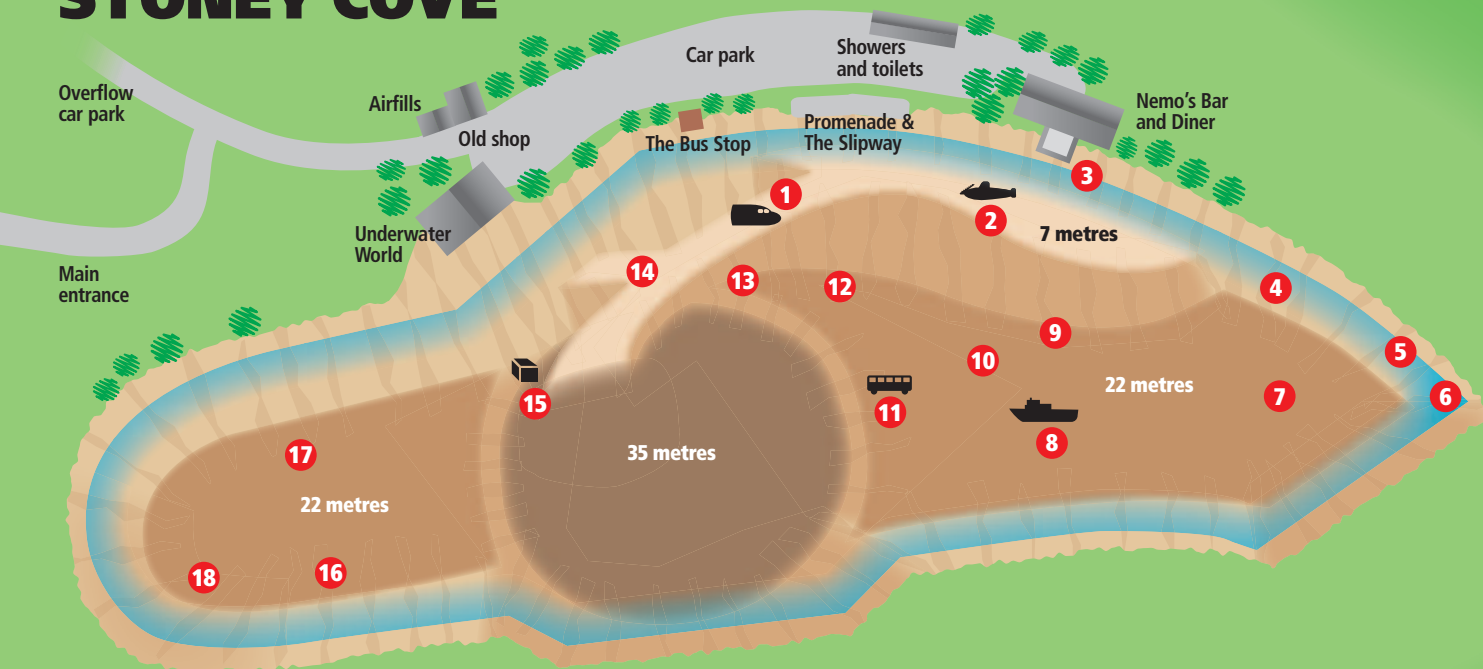 STONEY COVE
Car park
Showers
and toilets
Overflow
car park
Airfills
Nemo's Bar
and Diner
Old shop
The Bus Stop
Promenade &
The Slipway
3
1
2
Underwater
World
7 metres
Main
entrance
14
13
12
4
9
5
10
15
11
22 metres
7
6
8
17
35 metres
22 metres
18
16